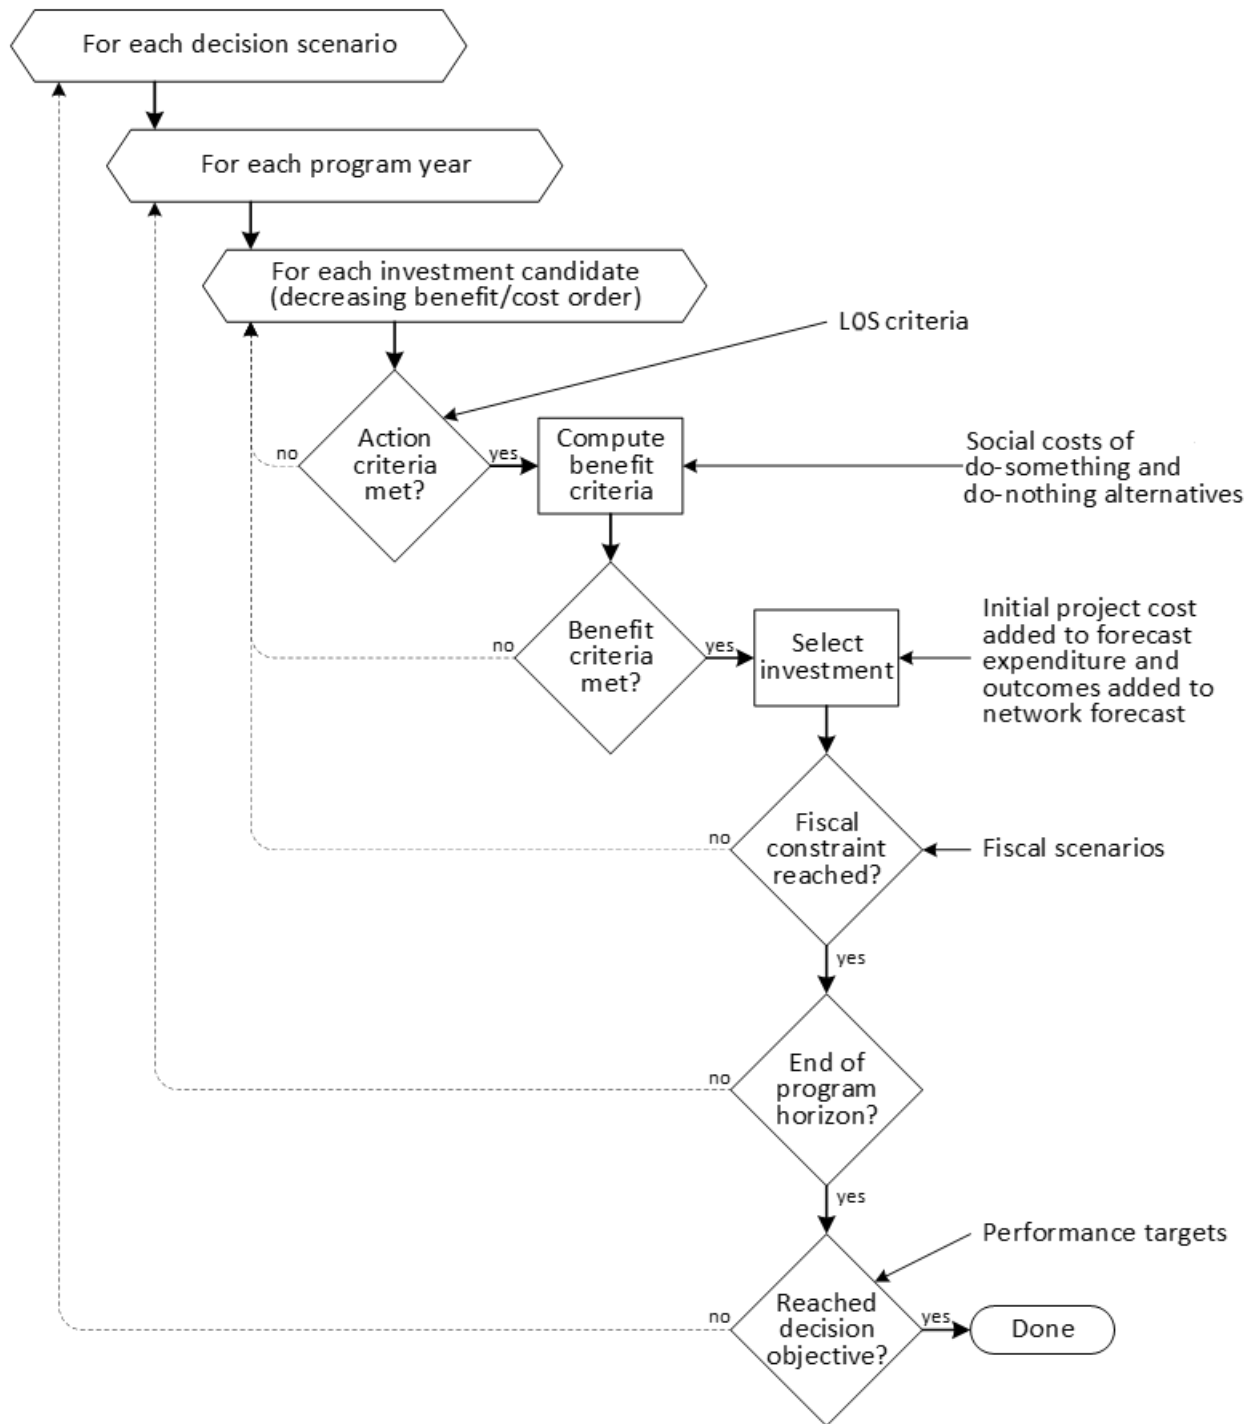 For each decision scenario
For each program year
For each investment candidate
(decreasing benefit/cost order)
LOS criteria
Action
criteria
met?
no
yes
Compute
benefit
criteria
Social costs of
do-something and
do-nothing alternatives
Benefit
criteria
met?
no
yes
Select
investment
Initial project cost
added to forecast
expenditure and
outcomes added to
network forecast
Fiscal
constraint
reached?
no
Fiscal scenarios
yes
End of
program
horizon?
no
yes
Performance targets
Reached
decision
objective?
no
yes
Done